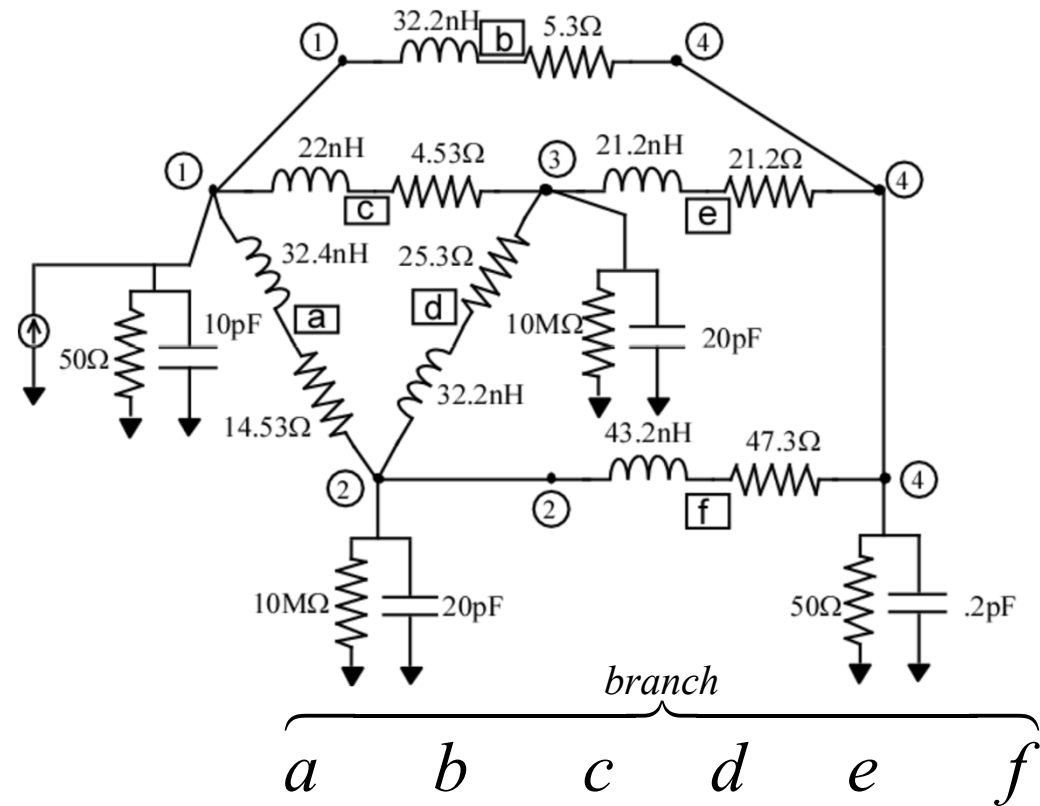 32.2nH b 5.3Ω
1 4
22nH 4.53Ω 3 21.2nH 21.2Ω
1 4
c e
32.4nH 25.3Ω
a d
10pF 10MΩ 20pF
50Ω
32.2nH
14.53Ω 43.2nH 47.3Ω
2 4
2 f
10MΩ 20pF 50Ω .2pF
branch
a b c d e f